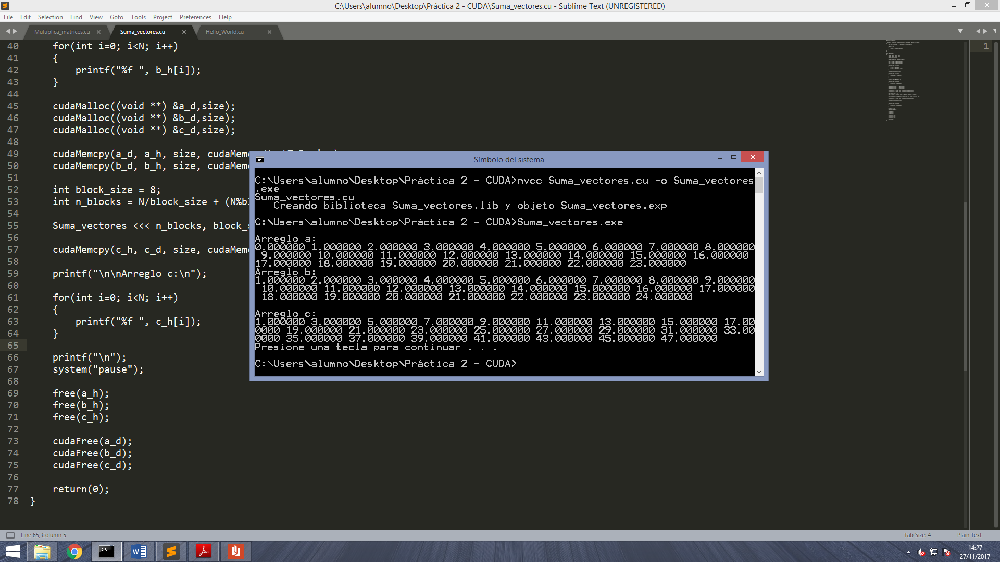 C:\Users\alumno\Desktop\Práctica 2 - CUDA\Suma_vectores.cu - Sublime Text (UNREGISTERED)
File Edit Selection Find View Goto Tools Project Preferences Help
Multiplica_matrices.cu Suma_vectores.cu Hello_World.cu
40 for(int i=0; i<N; i++)
41 {
42 printf("%f ", b_h[i]);
43 }
44
45 cudaMalloc((void **) &a_d,size);
46 cudaMalloc((void **) &b_d,size);
47 cudaMalloc((void **) &c_d,size);
48
49 cudaMemcpy(a_d, a_h, size, cudaMem
50 cudaMemcpy(b_d, b_h, size, cudaMem
51
52 int block_size = 8;
53 int n_blocks = N/block_size + (N%b
54
55 Suma_vectores <<< n_blocks, block_
56
57 cudaMemcpy(c_h, c_d, size, cudaMem
58
59 printf("\n\nArreglo c:\n");
60
61 for(int i=0; i<N; i++)
62 {
63 printf("%f ", c_h[i]);
64 }
65
66 printf("\n");
67 system("pause");
68
69 free(a_h);
70 free(b_h);
71 free(c_h);
72
73 cudaFree(a_d);
74 cudaFree(b_d);
75 cudaFree(c_d);
76
77 return(0);
78 }
1
Símbolo del sistema
C:\Users\alumno\Desktop\Práctica 2 - CUDA>nvcc Suma_vectores.cu -o Suma_vectores
.exe
Suma_vectores.cu
Creando biblioteca Suma_vectores.lib y objeto Suma_vectores.exp
C:\Users\alumno\Desktop\Práctica 2 - CUDA>Suma_vectores.exe
Arreglo a:
0.000000 1.000000 2.000000 3.000000 4.000000 5.000000 6.000000 7.000000 8.000000
9.000000 10.000000 11.000000 12.000000 13.000000 14.000000 15.000000 16.000000
17.000000 18.000000 19.000000 20.000000 21.000000 22.000000 23.000000
Arreglo b:
1.000000 2.000000 3.000000 4.000000 5.000000 6.000000 7.000000 8.000000 9.000000
10.000000 11.000000 12.000000 13.000000 14.000000 15.000000 16.000000 17.000000
18.000000 19.000000 20.000000 21.000000 22.000000 23.000000 24.000000
Arreglo c:
1.000000 3.000000 5.000000 7.000000 9.000000 11.000000 13.000000 15.000000 17.00
0000 19.000000 21.000000 23.000000 25.000000 27.000000 29.000000 31.000000 33.00
0000 35.000000 37.000000 39.000000 41.000000 43.000000 45.000000 47.000000
Presione una tecla para continuar . . .
C:\Users\alumno\Desktop\Práctica 2 - CUDA>
Line 65, Column 5 Tab Size: 4 Plain Text
14:27
27/11/2017